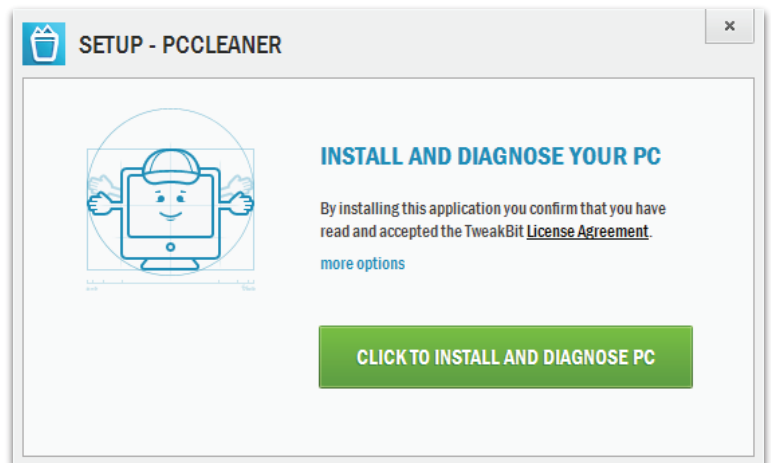 SETUP - PCCLEANER
INSTALL AND DIAGNOSE YOUR PC
By installing this application you confirm that you have
read and accepted the TweakBit License Agreement.
more options
CLICK TO INSTALL AND DIAGNOSE PC